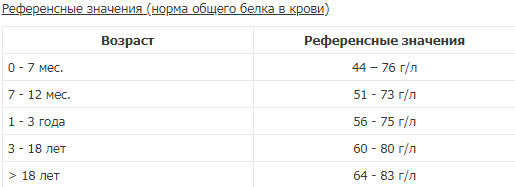 Референсные значения (норма общего белка в крови)
Возраст Референсные значения
0 - 7 мес. 44 – 76 г/л
7 - 12 мес. 51 - 73 г/л
1 - 3 года 56 - 75 г/л
3 - 18 лет 60 - 80 г/л
> 18 лет 64 - 83 г/л